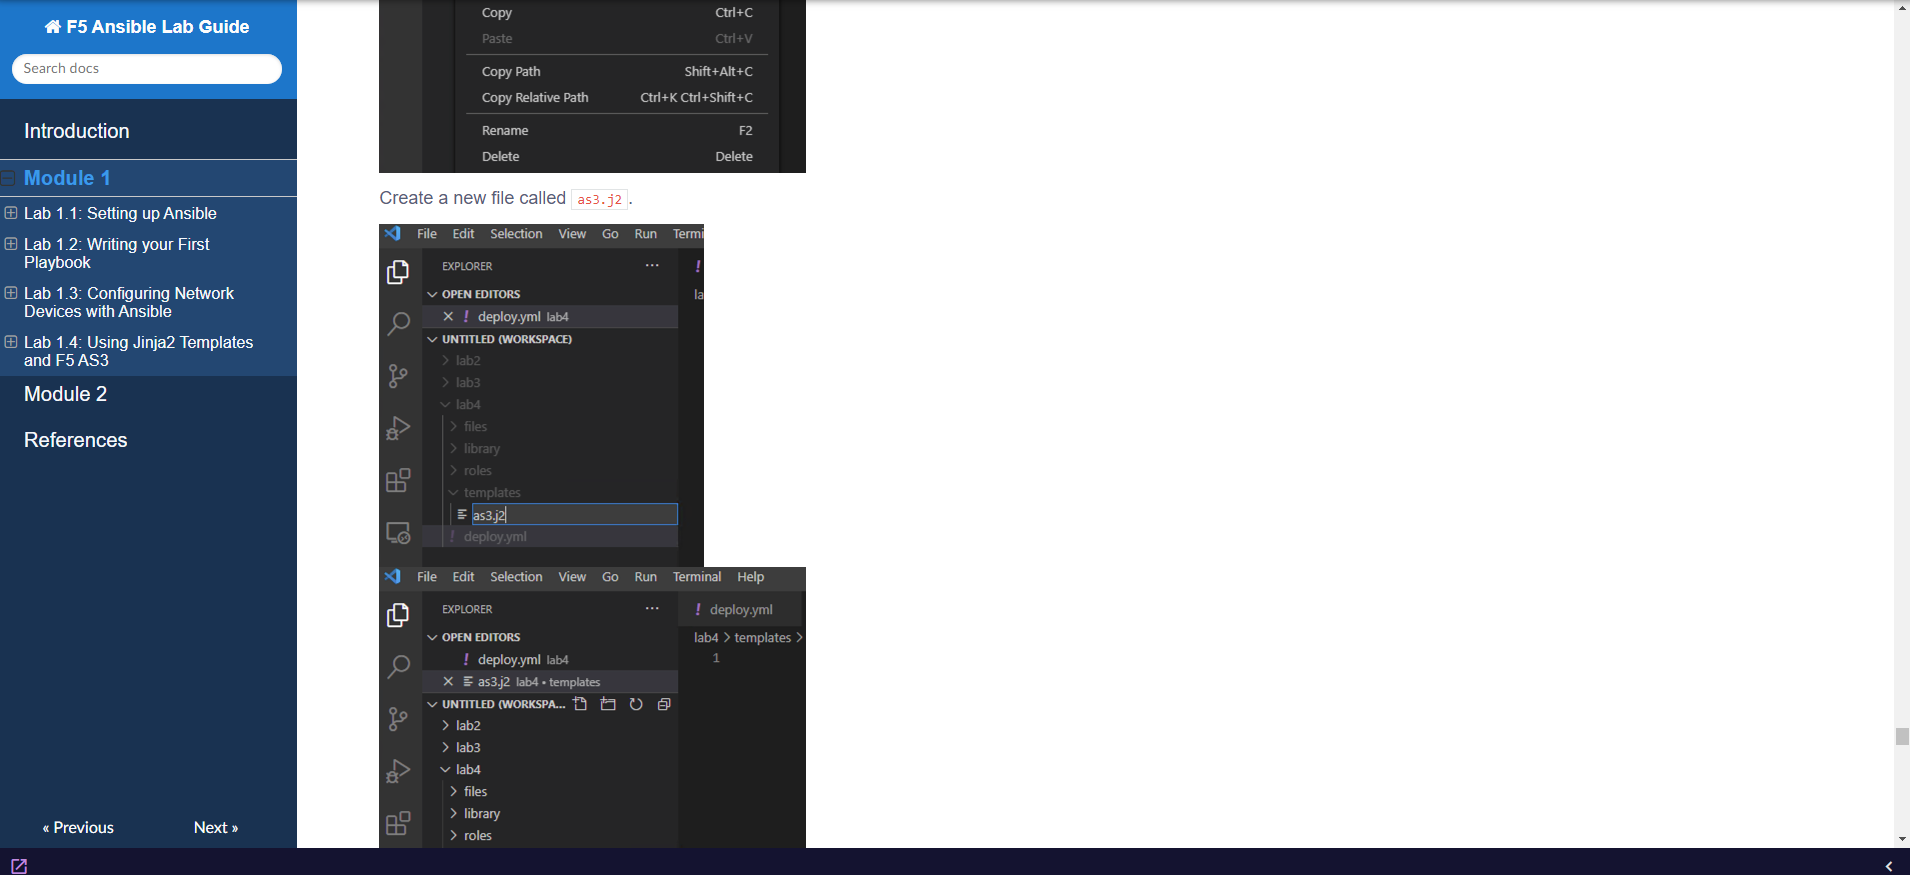 F5 Ansible Lab Guide
Search docs
Introduction
Module 1
Lab 1.1: Setting up Ansible
Lab 1.2: Writing your First
Playbook
Lab 1.3: Configuring Network
Devices with Ansible
Lab 1.4: Using Jinja2 Templates
and F5 AS3
Module 2
References
« Previous
Next »
Copy Ctrl+C
Paste Ctrl+V
Copy Path Shift+Alt+C
Copy Relative Path Ctrl+K Ctrl+Shift+C
Rename F2
Delete Delete
Create a new file called as3.j2.
File Edit Selection View Go Run Termi
EXPLORER ··· !
OPEN EDITORS la
! deploy.yml lab4
UNTITLED (WORKSPACE)
lab2
lab3
lab4
files
library
roles
templates
as3.j2
! deploy.yml
File Edit Selection View Go Run Terminal Help
EXPLORER ··· ! deploy.yml
OPEN EDITORS lab4 > templates >
! deploy.yml lab4 1
as3.j2 lab4 • templates
UNTITLED (WORKSPA...
lab2
lab3
lab4
files
library
roles